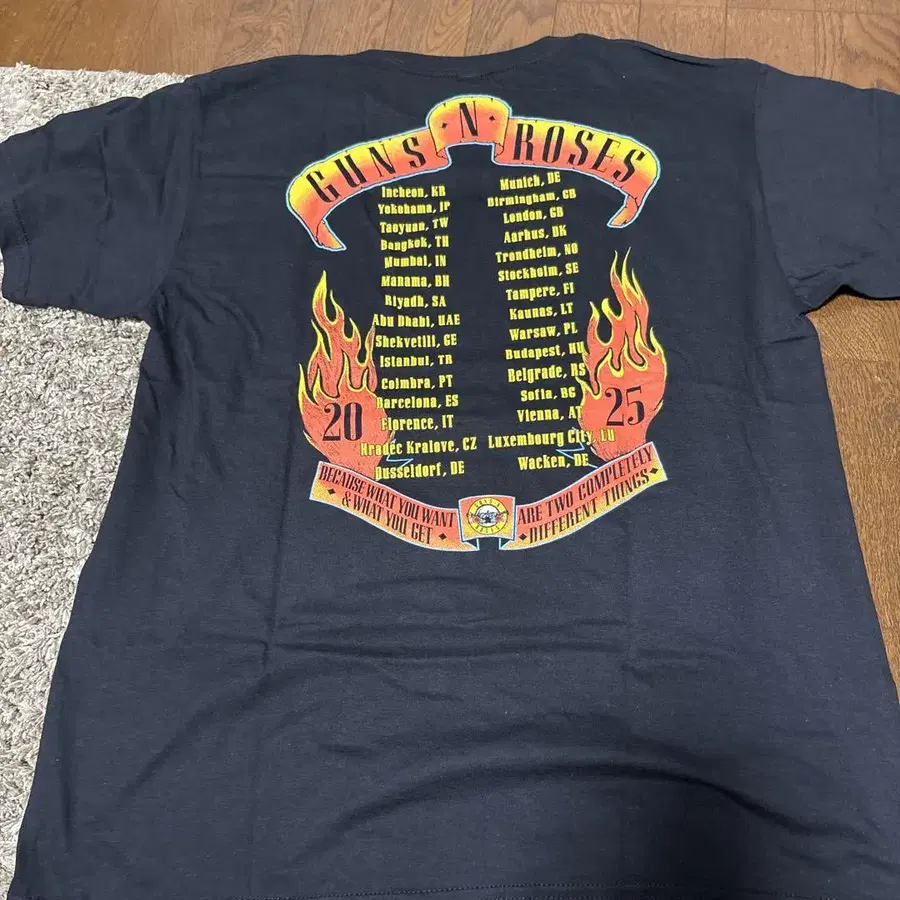 GUNS N' ROSES
Incheon, KR
Yokohama, JP
Taoyuan, TW
Bangkok, TH
Mumbai, IN
Manama, BH
Riyadh, SA
Abu Dhabi, UAE
Shekvetili, GE
Istanbul, TR
Coimbra, PT
Barcelona, ES
Florence, IT
Hradec Kralove, CZ
Dusseldorf, DE
Munich, DE
Birmingham, GB
London, GB
Aarhus, DK
Trondheim, NO
Stockholm, SE
Tampere, FI
Kaunas, LT
Warsaw, PL
Budapest, HU
Belgrade, RS
Sofia, BG
Vienna, AT
Luxembourg City, LU
Wacken, DE
20
25
BECAUSE WHAT YOU WANT
& WHAT YOU GET
ARE TWO COMPLETELY
DIFFERENT THINGS